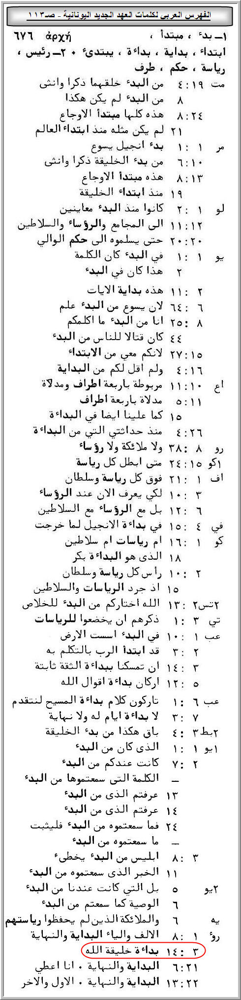 الفهرس العربى لكلمات العهد الجديد اليونانية - صـ١١٣
١ـ بدء ، مبتدأ ، ἀρχή ٦٧٦
ابتداء ، بداية ، بداءة ، يبتدىء . ٢ـ رئيس ،
رياسة ، حكم ، طرف
مت ١٩: ٤ من البدء خلقهما ذكرا وانثى
٨ من البدء لم يكن هكذا
٢٤: ٨ هذه كلها مبتدأ الاوجاع
٢١ لم يكن مثله منذ ابتداء العالم
مر ١ : ١ بدء انجيل يسوع
١٠: ٦ من بدء الخليقة ذكرا وانثى
١٣: ٨ هذه مبتدأ الاوجاع
١٩ منذ ابتداء الخليقة
لو ١ : ٢ كانوا منذ البدء معاينين
١٢: ١١ الى المجامع والرؤساء والسلاطين
٢٠: ٢٠ حتى يسلموه الى حكم الوالي
يو ١ : ١ في البدء كان الكلمة
٢ هذا كان في البدء
٢ : ١١ هذه بداية الايات
٦ : ٦٤ لان يسوع من البدء علم
٨ : ٢٥ انا من البدء ما اكلمكم
٤٤ كان قتالا للناس من البدء
١٥: ٢٧ لانكم معي من الابتداء
١٦: ٤ ولم اقل لكم من البداية
اع ١٠: ١١ مربوطة باربعة اطراف ومدلاة
١١: ٥ مدلاة باربعة اطراف
١٥ كما علينا ايضا في البداءة
٢٦: ٤ منذ حداثتي التي من البداءة
رو ٨ : ٣٨ ولا ملائكة ولا رؤساء
١كو ١٥: ٢٤ متى ابطل كل رياسة
اف ١ : ٢١ فوق كل رياسة وسلطان
٣ : ١٠ لكي يعرف الان عند الرؤساء
٦ : ١٢ بل مع الرؤساء مع السلاطين
في ٤ : ١٥ في بداءة الانجيل لما خرجت
كو ١ : ١٦ ام رياسات ام سلاطين
١٨ الذى هو البداءة بكر
٢ : ١٠ رأس كل رياسة وسلطان
١٥ اذ جرد الرياسات والسلاطين
٢تس٢ : ١٣ الله اختاركم من البدء للخلاص
تي ٣ : ١ ذكرهم ان يخضعوا للرياسات
عب ١ : ١٠ في البدء اسست الارض
٢ : ٣ قد ابتدأ الرب بالتكلم به
٣ : ١٤ ان تمسكنا ببداءة الثقة ثابتة
٥ : ١٢ اركان بداءة اقوال الله
عب ٦ : ١ تاركون كلام بداءة المسيح لنتقدم
٧ : ٣ لا بداءة ايام له ولا نهاية
٢بط ٣ : ٤ باق هكذا من بدء الخليقة
١يو ١ : ١ الذى كان من البدء
٢ : ٧ كانت عندكم من البدء
ـ الكلمة التى سمعتموها من البدء
١٣ عرفتم الذى من البدء
١٤ عرفتم الذى من البدء
٢٤ فما سمعتموه من البدء فليثبت
ـ ما سمعتموه من البدء
٣ : ٨ ابليس من البدء يخطىء
١١ الخبر الذى سمعتموه من البدء
٢يو ٥ بل التي كانت عندنا من البدء
٦ الوصية كما سمعتم من البدء
يه ٦ والملائكة الذين لم يحفظوا رياستهم
رؤ ١ : ٨ الالف والياء البداية والنهاية
٣ : ١٤ بداءة خليقة الله
٢١: ٦ البداية والنهاية . انا اعطي
٢٢: ١٣ البداية والنهاية . الاول والاخر